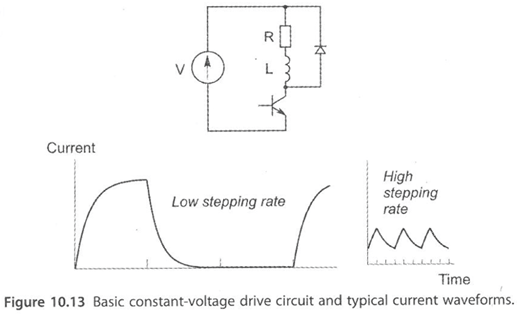 R
V
L
Current
Low stepping rate
High
stepping
rate
Time
Figure 10.13 Basic constant-voltage drive circuit and typical current waveforms.